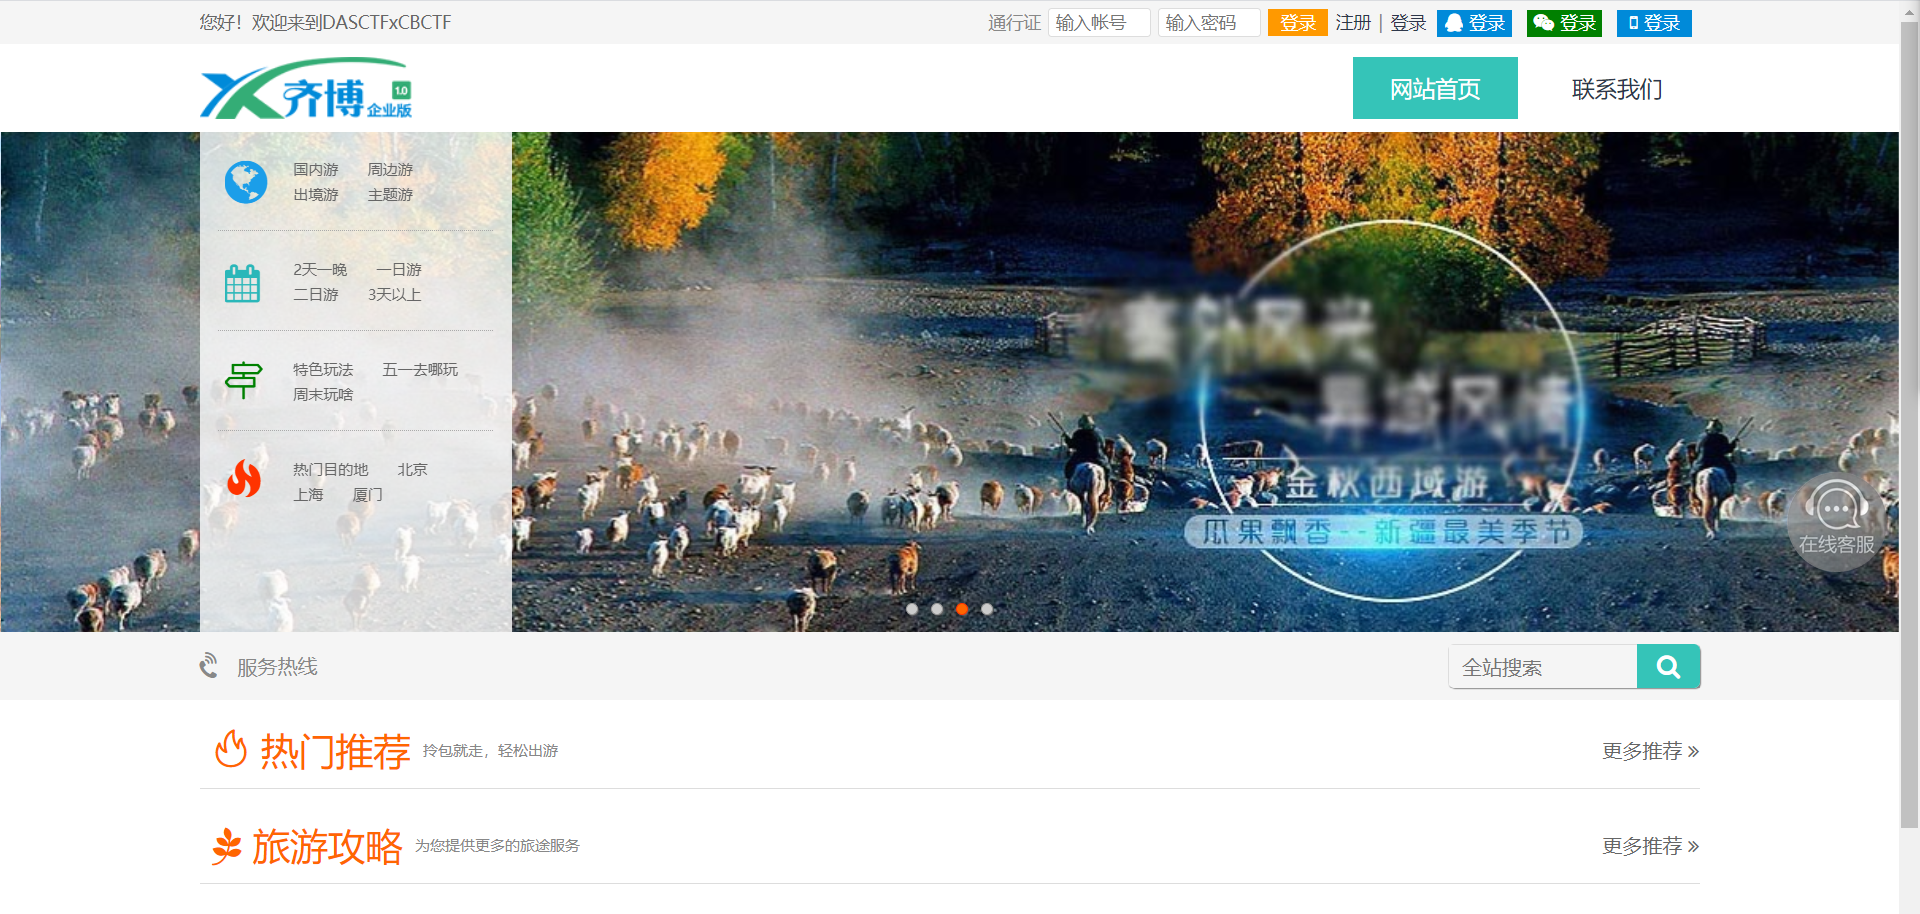 您好！欢迎来到DASCTFxCBCTF
通行证 输入帐号 输入密码 登录 注册 | 登录 登录 登录 登录
齐博 1.0 企业版
网站首页 联系我们
国内游 周边游
出境游 主题游
2天一晚 一日游
二日游 3天以上
特色玩法 五一去哪玩
周末玩啥
热门目的地 北京
上海 厦门
塞外风光
异域风情
金秋西域游
瓜果飘香--新疆最美季节
在线客服
服务热线
全站搜索
热门推荐 拎包就走，轻松出游
更多推荐 »
旅游攻略 为您提供更多的旅途服务
更多推荐 »